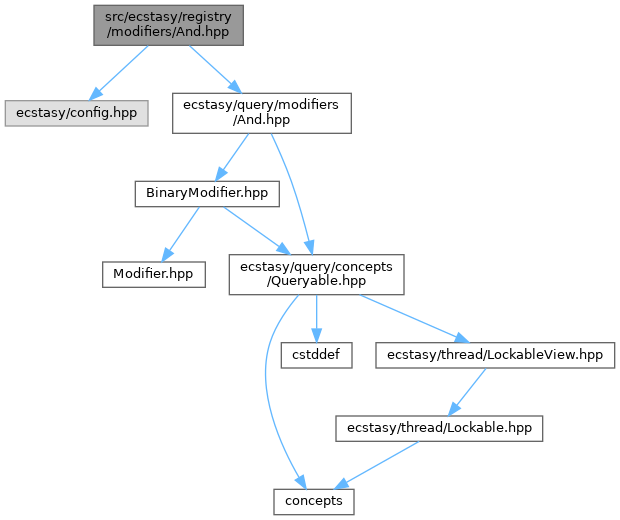 src/ecstasy/registry
/modifiers/And.hpp
ecstasy/config.hpp
ecstasy/query/modifiers
/And.hpp
BinaryModifier.hpp
Modifier.hpp
ecstasy/query/concepts
/Queryable.hpp
cstddef
ecstasy/thread/LockableView.hpp
ecstasy/thread/Lockable.hpp
concepts